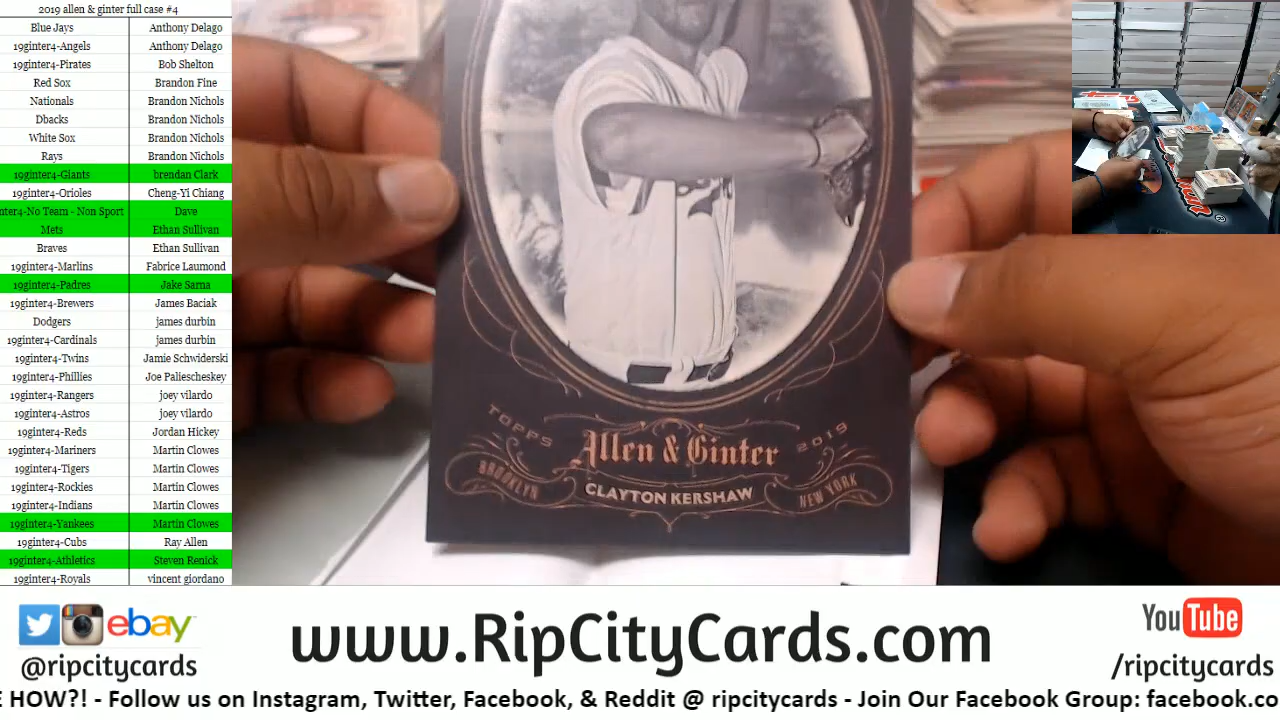 2019 allen & ginter full case #4
Blue Jays Anthony Delago
19ginter4-Angels Anthony Delago
19ginter4-Pirates Bob Shelton
Red Sox Brandon Fine
Nationals Brandon Nichols
Dbacks Brandon Nichols
White Sox Brandon Nichols
Rays Brandon Nichols
19ginter4-Giants brendan Clark
19ginter4-Orioles Cheng-Yi Chiang
nter4-No Team - Non Sport Dave
Mets Ethan Sullivan
Braves Ethan Sullivan
19ginter4-Marlins Fabrice Laumond
19ginter4-Padres Jake Sarna
19ginter4-Brewers James Baciak
Dodgers james durbin
19ginter4-Cardinals james durbin
19ginter4-Twins Jamie Schwiderski
19ginter4-Phillies Joe Paliescheskey
19ginter4-Rangers joey vilardo
19ginter4-Astros joey vilardo
19ginter4-Reds Jordan Hickey
19ginter4-Mariners Martin Clowes
19ginter4-Tigers Martin Clowes
19ginter4-Rockies Martin Clowes
19ginter4-Indians Martin Clowes
19ginter4-Yankees Martin Clowes
19ginter4-Cubs Ray Allen
19ginter4-Athletics Steven Renick
19ginter4-Royals vincent giordano
TOPPS Allen & Ginter 2019
BROOKLYN CLAYTON KERSHAW NEW YORK
ebay
@ripcitycards
www.RipCityCards.com
YouTube
/ripcitycards
E HOW?! - Follow us on Instagram, Twitter, Facebook, & Reddit @ ripcitycards - Join Our Facebook Group: facebook.co